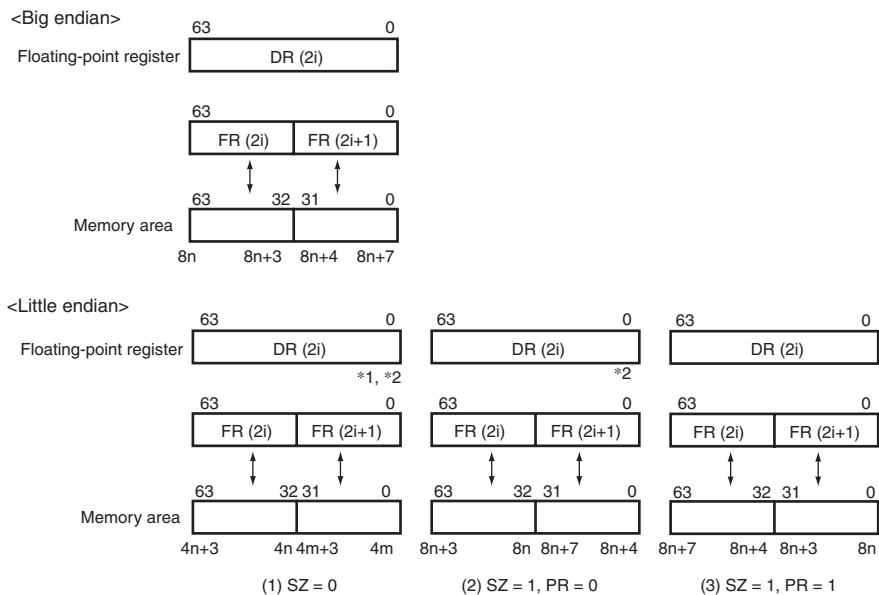 <Big endian>
63 0
Floating-point register DR (2i)
63 0
FR (2i) FR (2i+1)
63 32 31 0
Memory area
8n 8n+3 8n+4 8n+7
<Little endian>
63 0 63 0 63 0
Floating-point register DR (2i) DR (2i) DR (2i)
*1, *2 *2
63 0 63 0 63 0
FR (2i) FR (2i+1) FR (2i) FR (2i+1) FR (2i) FR (2i+1)
63 32 31 0 63 32 31 0 63 32 31 0
Memory area
4n+3 4n 4m+3 4m 8n+3 8n 8n+7 8n+4 8n+7 8n+4 8n+3 8n
(1) SZ = 0 (2) SZ = 1, PR = 0 (3) SZ = 1, PR = 1